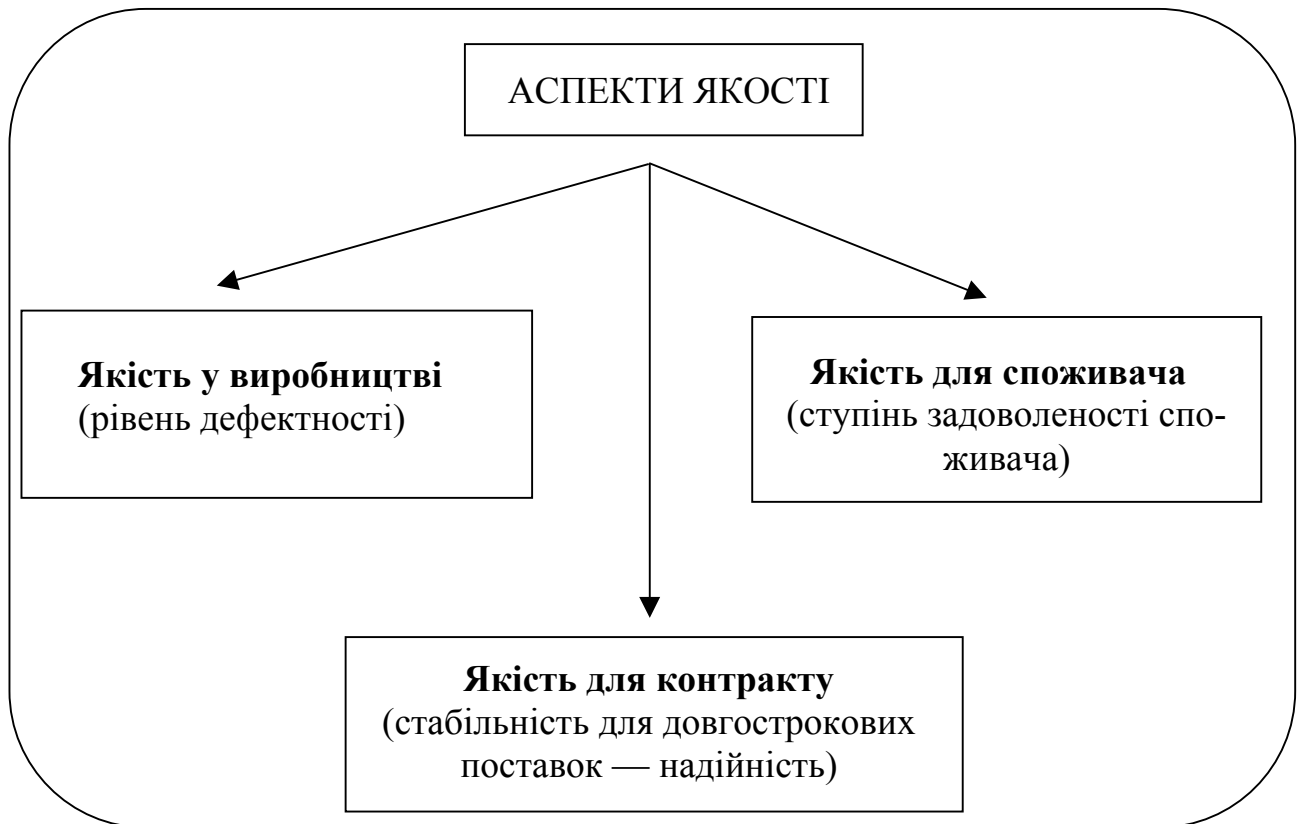 АСПЕКТИ ЯКОСТІ
Якість у виробництві
(рівень дефектності)
Якість для споживача
(ступінь задоволеності спо-
живача)
Якість для контракту
(стабільність для довгострокових
поставок — надійність)